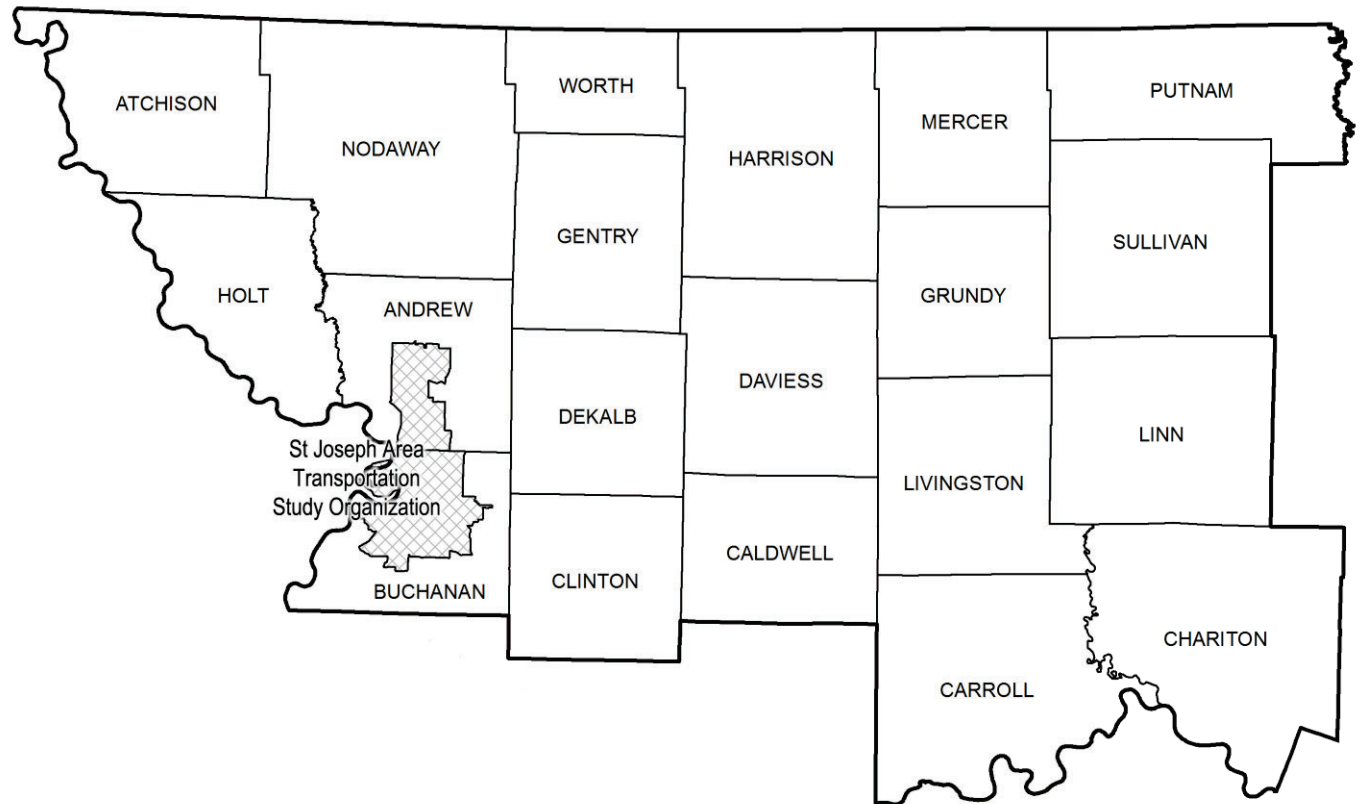 WORTH
PUTNAM
ATCHISON
MERCER
NODAWAY
HARRISON
GENTRY
SULLIVAN
HOLT
GRUNDY
ANDREW
DAVIESS
DEKALB
LINN
St Joseph Area
Transportation
Study Organization
LIVINGSTON
CALDWELL
CLINTON
BUCHANAN
CHARITON
CARROLL